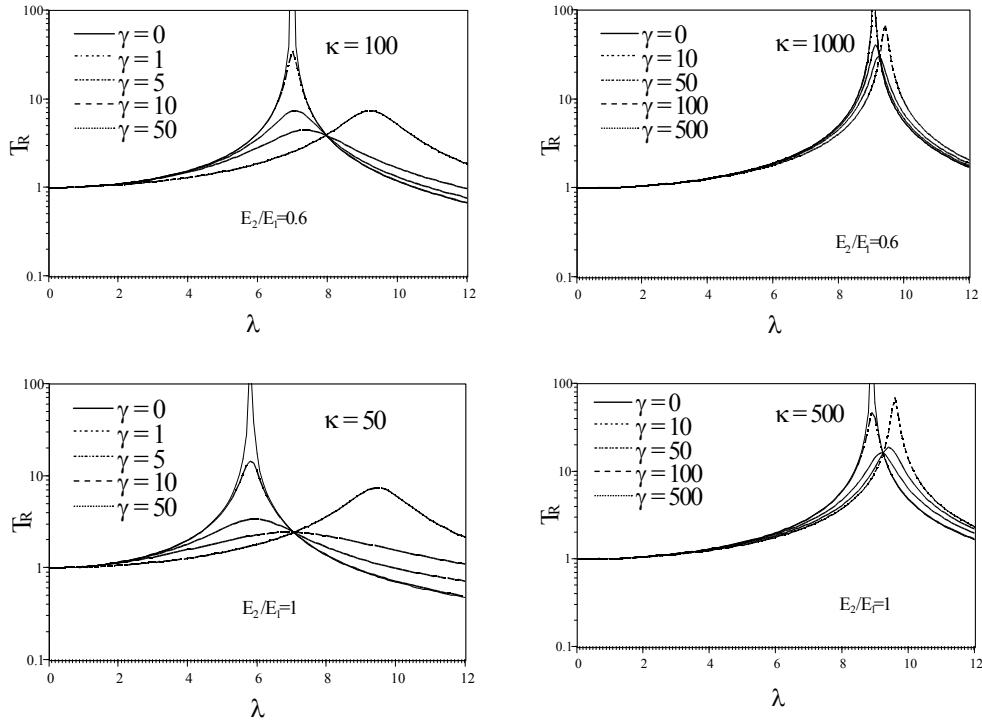 100
10
1
0.1
T_R
γ = 0
γ = 1
γ = 5
γ = 10
γ = 50
κ = 100
E₂/E₁=0.6
0 2 4 6 8 10 12
λ
100
10
1
0.1
T_R
γ = 0
γ = 10
γ = 50
γ = 100
γ = 500
κ = 1000
E₂/E₁=0.6
0 2 4 6 8 10 12
λ
100
10
1
0.1
T_R
γ = 0
γ = 1
γ = 5
γ = 10
γ = 50
κ = 50
E₂/E₁=1
0 2 4 6 8 10 12
λ
100
10
1
0.1
T_R
γ = 0
γ = 10
γ = 50
γ = 100
γ = 500
κ = 500
E₂/E₁=1
0 2 4 6 8 10 12
λ